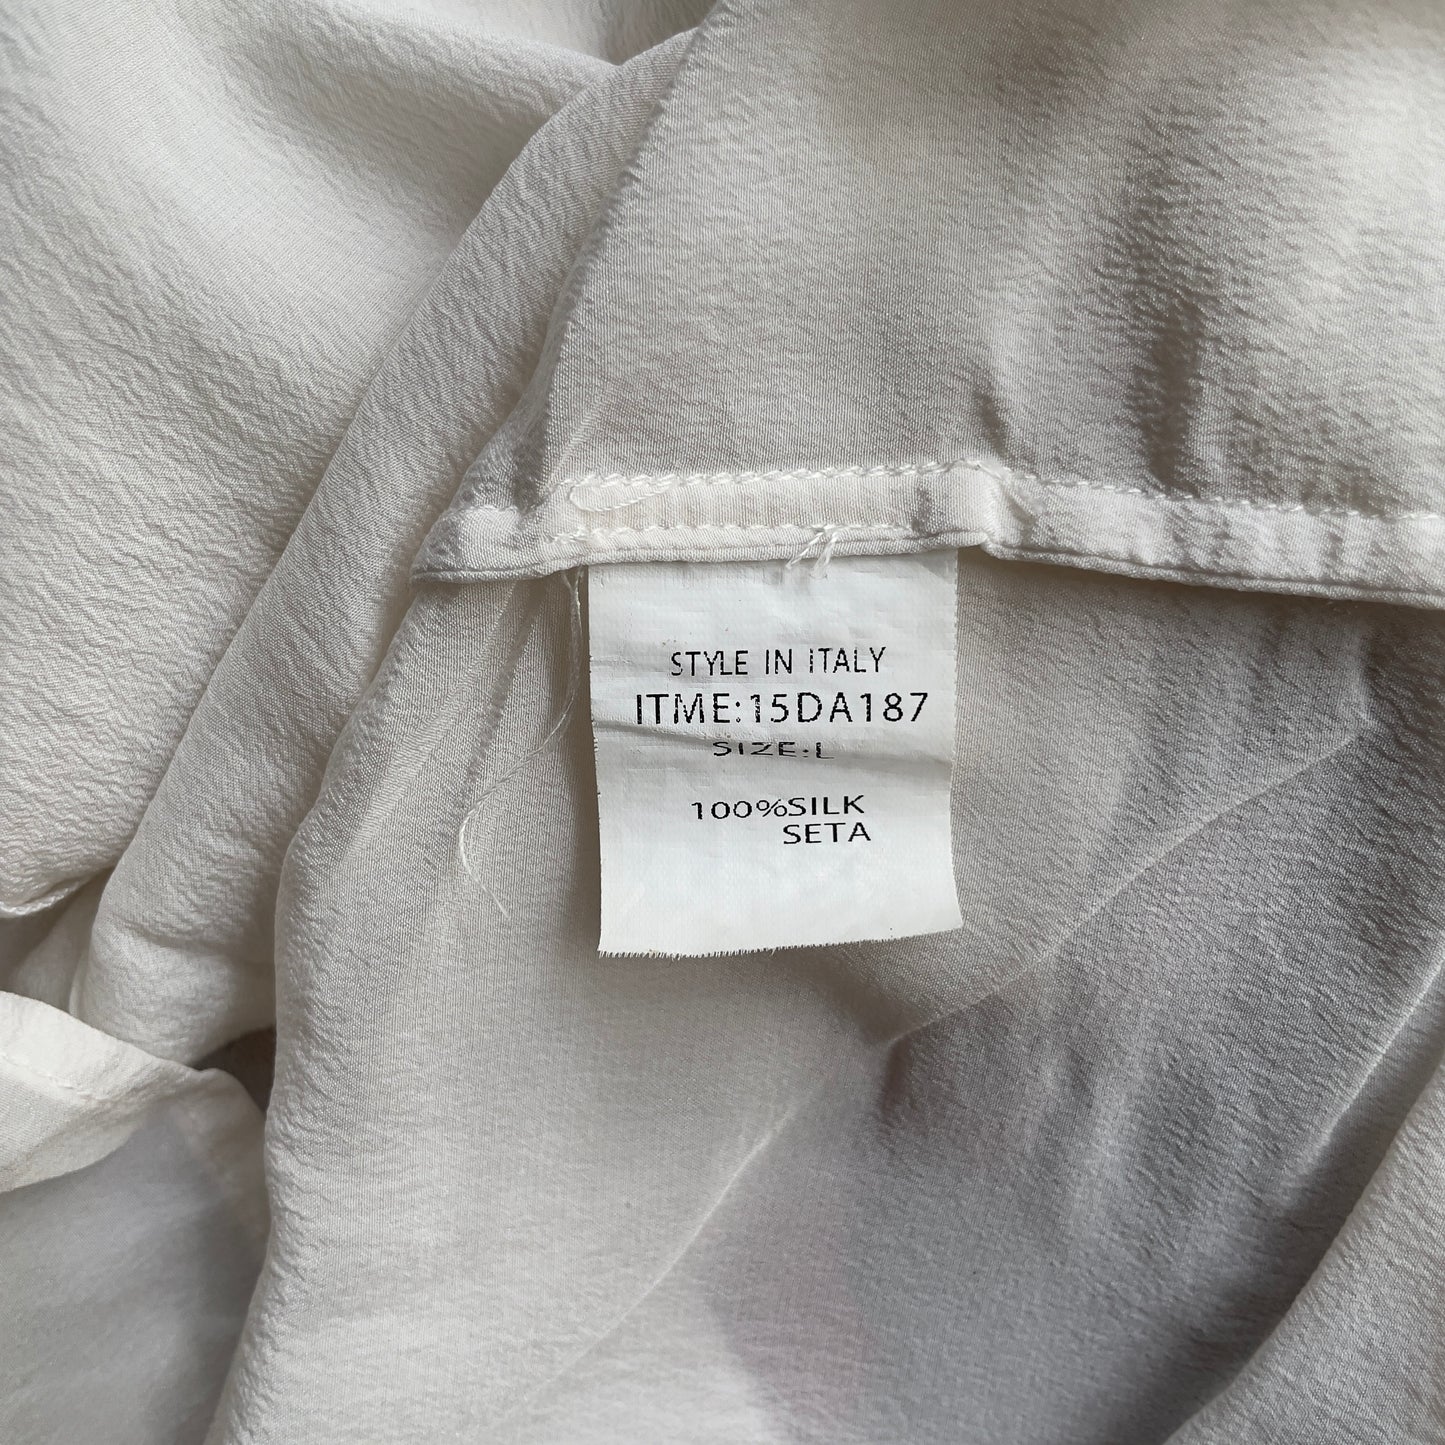 STYLE IN ITALY
ITME:15DA187
SIZE:L
100%SILK
SETA